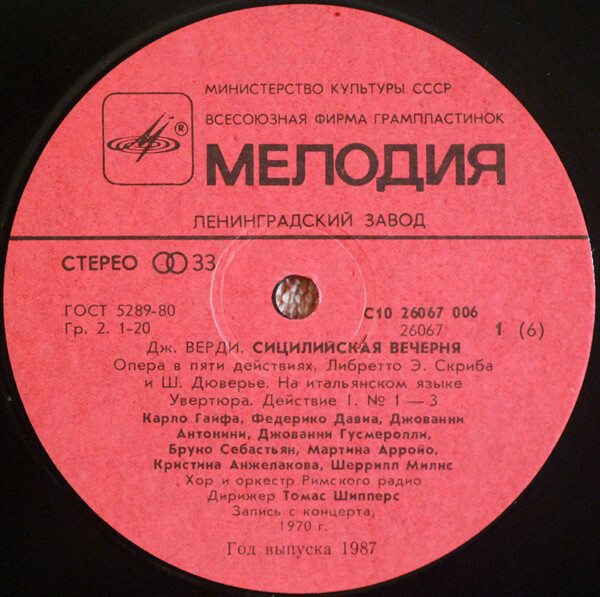 МИНИСТЕРСТВО КУЛЬТУРЫ СССР
ВСЕСОЮЗНАЯ ФИРМА ГРАМПЛАСТИНОК
®
МЕЛОДИЯ
ЛЕНИНГРАДСКИЙ ЗАВОД
СТЕРЕО 33
ГОСТ 5289-80 С10 26067 006
Гр. 2. 1-20 26067 1 (6)
Дж. ВЕРДИ. СИЦИЛИЙСКАЯ ВЕЧЕРНЯ
Опера в пяти действиях. Либретто Э. Скриба
и Ш. Дюверье. На итальянском языке
Увертюра. Действие I. № 1 — 3
Карло Гайфа, Федерико Давиа, Джованни
Антонини, Джованни Гусмеролли,
Бруно Себастьян, Мартина Арройо,
Кристина Анжелакова, Шеррилл Милнс
Хор и оркестр Римского радио
Дирижер Томас Шипперс
Запись с концерта,
1970 г.
Год выпуска 1987